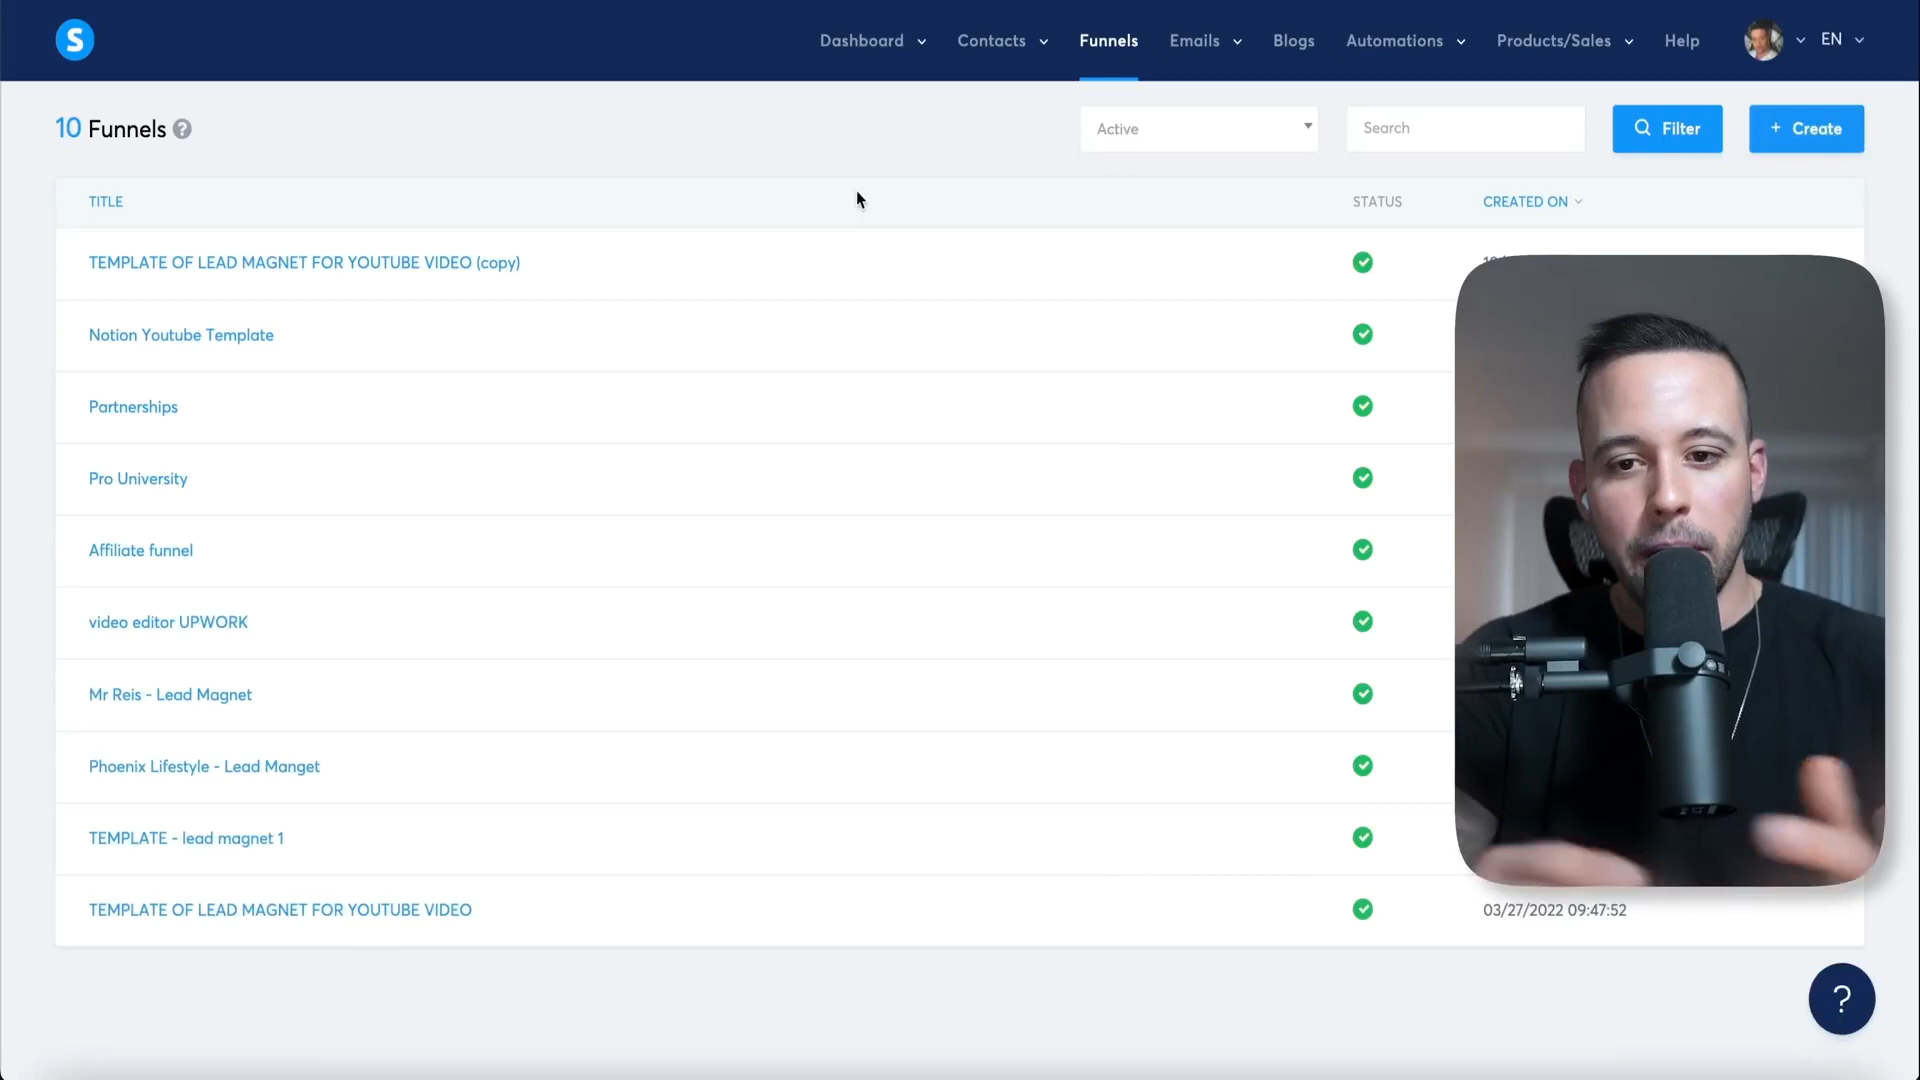 S
Dashboard Contacts Funnels Emails Blogs Automations Products/Sales Help EN
10 Funnels ?
Active Search Filter + Create
TITLE STATUS CREATED ON
TEMPLATE OF LEAD MAGNET FOR YOUTUBE VIDEO (copy)
Notion Youtube Template
Partnerships
Pro University
Affiliate funnel
video editor UPWORK
Mr Reis - Lead Magnet
Phoenix Lifestyle - Lead Manget
TEMPLATE - lead magnet 1
TEMPLATE OF LEAD MAGNET FOR YOUTUBE VIDEO 03/27/2022 09:47:52
?